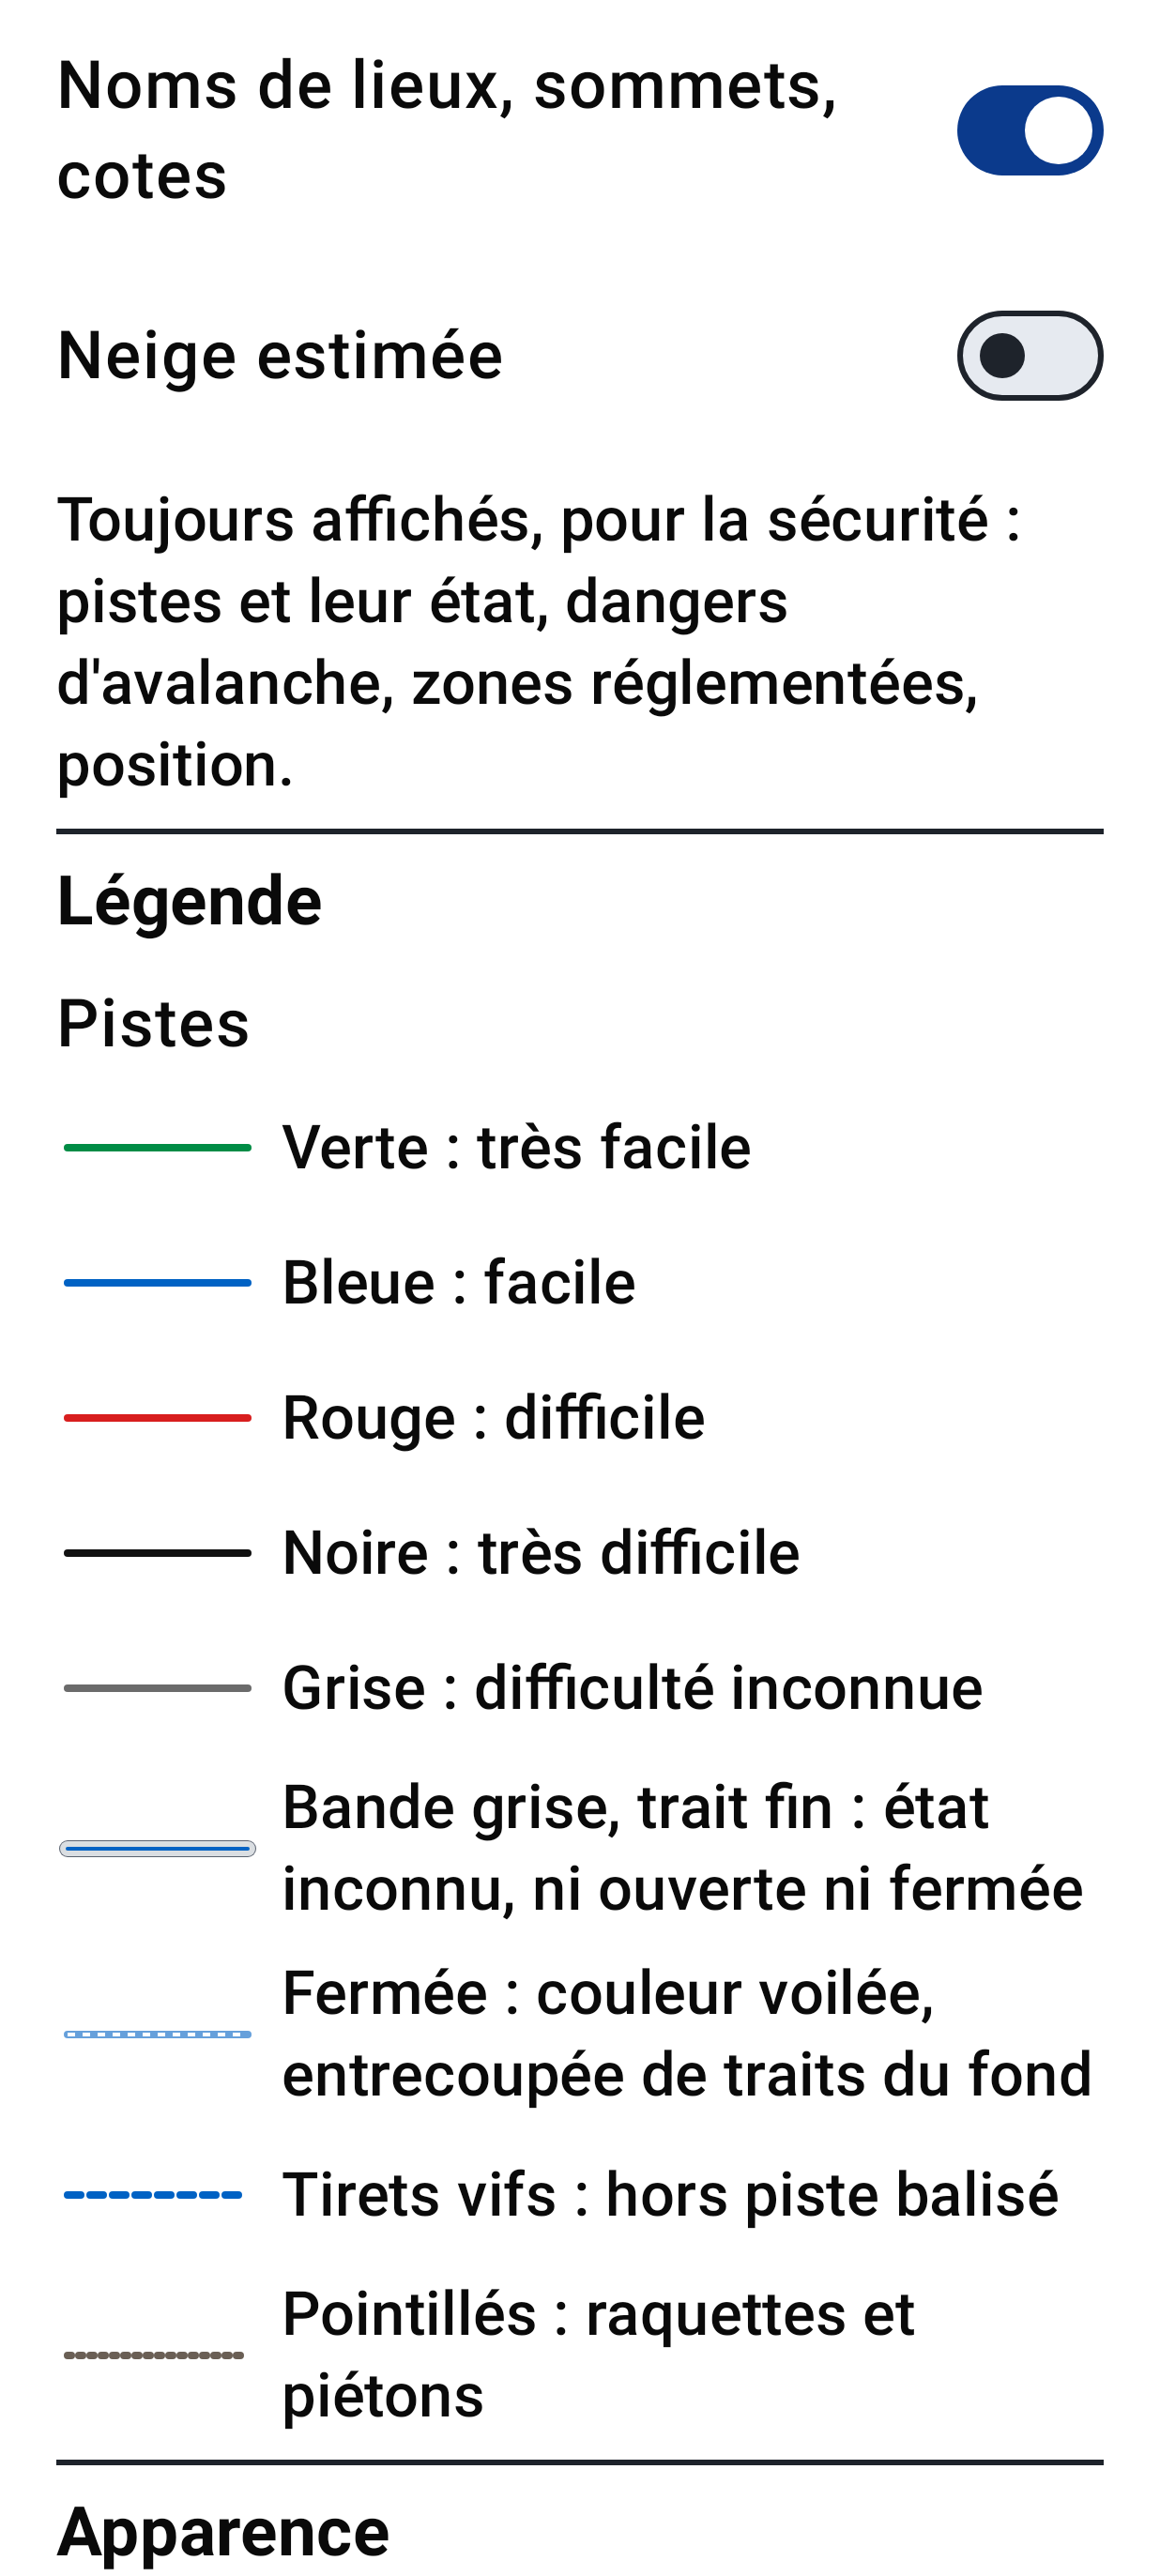 Noms de lieux, sommets,
cotes
Neige estimée
Toujours affichés, pour la sécurité :
pistes et leur état, dangers
d'avalanche, zones réglementées,
position.
Légende
Pistes
Verte : très facile
Bleue : facile
Rouge : difficile
Noire : très difficile
Grise : difficulté inconnue
Bande grise, trait fin : état
inconnu, ni ouverte ni fermée
Fermée : couleur voilée,
entrecoupée de traits du fond
Tirets vifs : hors piste balisé
Pointillés : raquettes et
piétons
Apparence